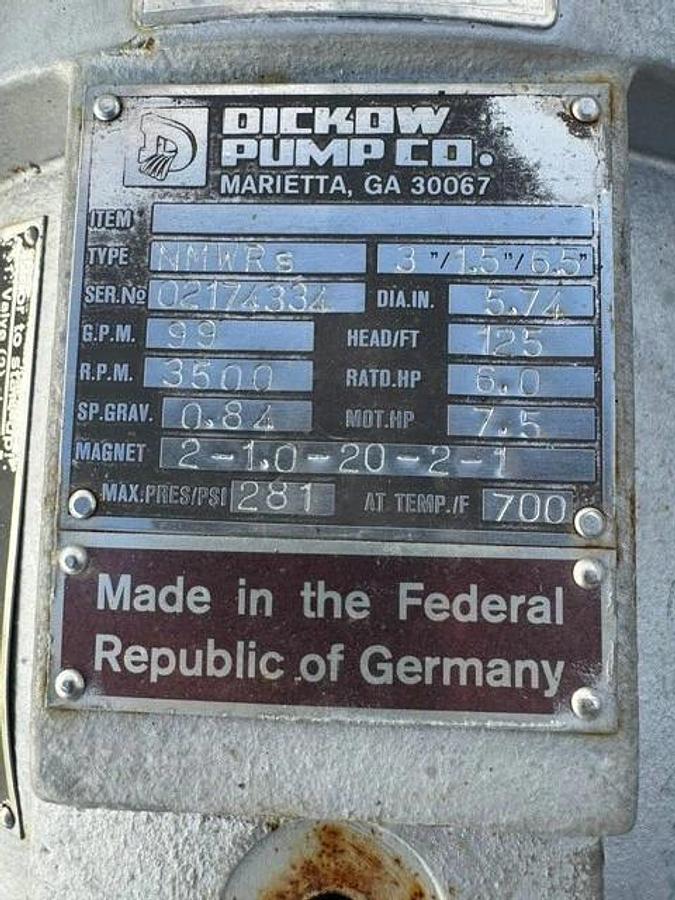 DICKOW
PUMP CO.
MARIETTA, GA 30067
ITEM
TYPE NMWRs 3"/1.5"/6.5"
SER.No 02174334 DIA.IN. 5.74
G.P.M. 99 HEAD/FT 125
R.P.M. 3500 RATD.HP 6.0
SP.GRAV. 0.84 MOT.HP 7.5
MAGNET 2-1.0-20-2-1
MAX.PRES/PSI 281 AT TEMP./F 700
Made in the Federal
Republic of Germany
to start up!